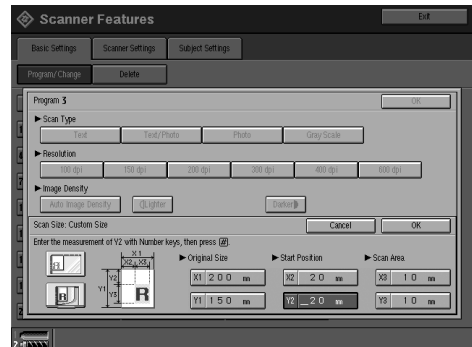 Scanner Features
Exit
Basic Settings Scanner Settings Subject Settings
Program/Change Delete
Program 3 OK
► Scan Type
Text Text/Photo Photo Gray Scale
► Resolution
100 dpi 150 dpi 200 dpi 300 dpi 400 dpi 600 dpi
► Image Density
Auto Image Density Lighter Darker
Scan Size: Custom Size Cancel OK
Enter the measurement of Y2 with Number keys, then press [#].
► Original Size ► Start Position ► Scan Area
X1 X2 X3 Y1 Y2 Y3 R R R
X1 200 mm X2 20 mm X3 10 mm
Y1 150 mm Y2 _20 mm Y3 10 mm